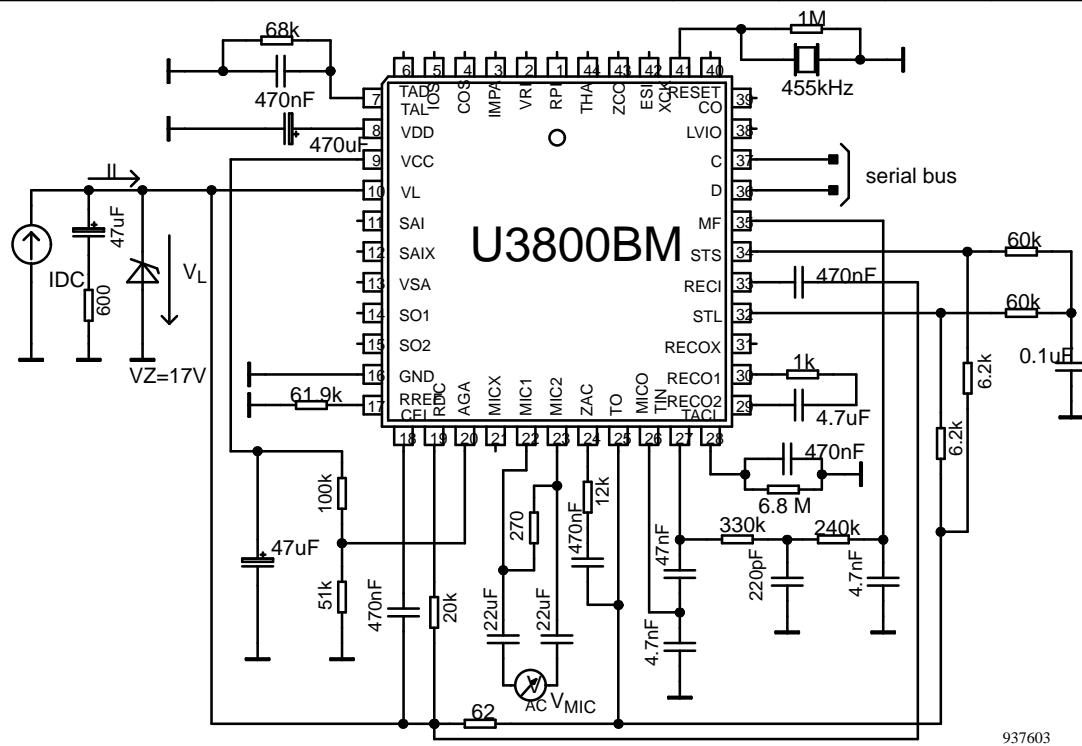 68k
1M
470nF
455kHz
6
5
4
3
2
1
44
43
42
41
40
IOS
COS
IMPA
VRI
RPI
THA
ZCO
ESI
XCK
RESET
7
TAD
TAL
CO
39
470uF
8
VDD
LVIO
38
9
VCC
C
37
serial bus
II
10
VL
D
36
47uF
11
SAI
MF
35
U3800BM
60k
12
SAIX
STS
34
IDC
VL
470nF
600
13
VSA
RECI
33
60k
14
SO1
STL
32
15
SO2
RECOX
31
0.1uF
VZ=17V
1k
6.2k
16
GND
RECO1
30
61.9k
17
RREF
CEI
RDC
AGA
MICX
MIC1
MIC2
ZAC
TO
MICO
TIN
RECO2
TACL
29
4.7uF
6.2k
18
19
20
21
22
23
24
25
26
27
28
470nF
6.8 M
100k
270
12k
470nF
330k
240k
47uF
47nF
220pF
4.7nF
51k
470nF
20k
22uF
22uF
4.7nF
V
AC
VMIC
62
937603